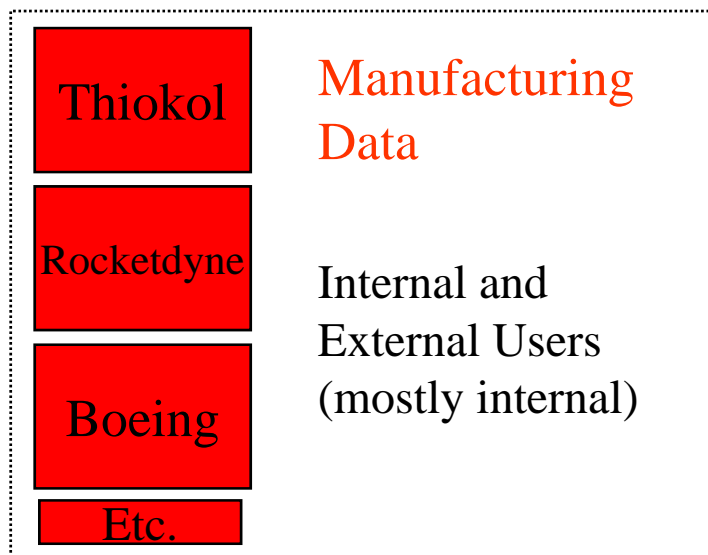 Thiokol
Rocketdyne
Boeing
Etc.
Manufacturing
Data
Internal and
External Users
(mostly internal)